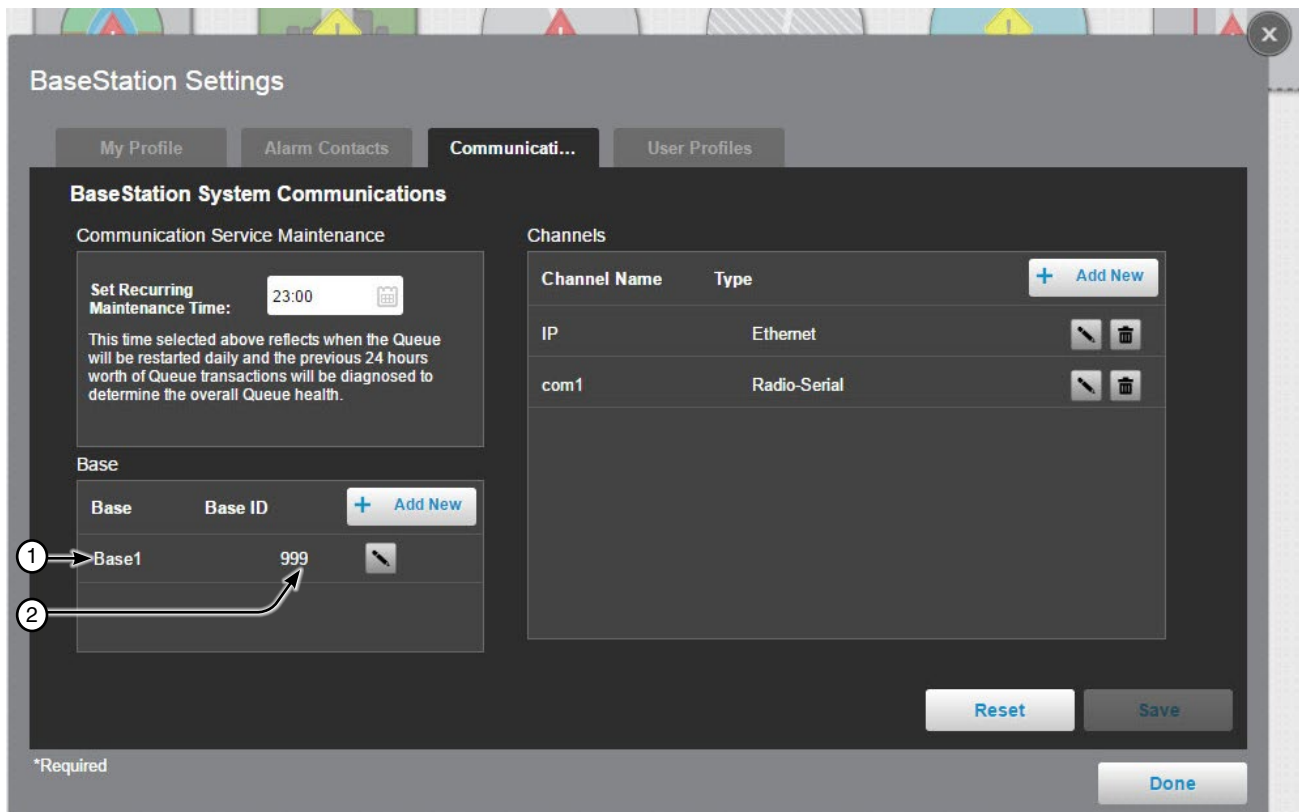 BaseStation Settings
My Profile Alarm Contacts Communicati... User Profiles
BaseStation System Communications
Communication Service Maintenance
Set Recurring
Maintenance Time:
23:00
This time selected above reflects when the Queue
will be restarted daily and the previous 24 hours
worth of Queue transactions will be diagnosed to
determine the overall Queue health.
Base
Base Base ID + Add New
1 Base1 999
2
Channels
Channel Name Type + Add New
IP Ethernet
com1 Radio-Serial
Reset Save
*Required
Done